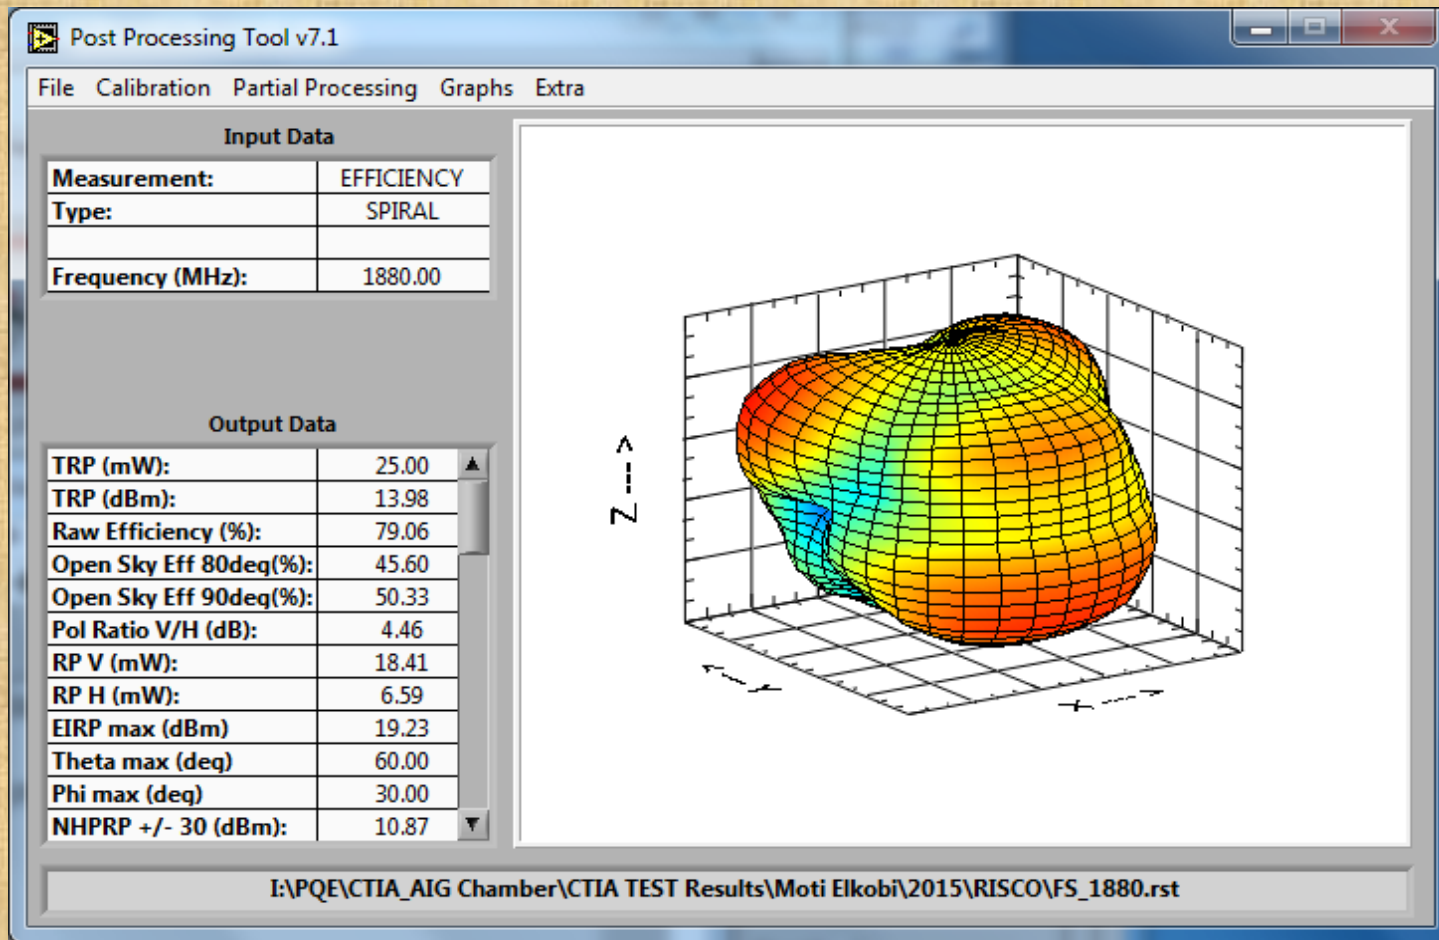 Post Processing Tool v7.1
File Calibration Partial Processing Graphs Extra
Input Data
Measurement: EFFICIENCY
Type: SPIRAL
Frequency (MHz): 1880.00
Output Data
TRP (mW): 25.00
TRP (dBm): 13.98
Raw Efficiency (%): 79.06
Open Sky Eff 80deg(%): 45.60
Open Sky Eff 90deg(%): 50.33
Pol Ratio V/H (dB): 4.46
RP V (mW): 18.41
RP H (mW): 6.59
EIRP max (dBm) 19.23
Theta max (deg) 60.00
Phi max (deg) 30.00
NHPRP +/- 30 (dBm): 10.87
Z --->
<--- Y
X --->
I:\PQE\CTIA_AIG Chamber\CTIA TEST Results\Moti Elkobi\2015\RISCO\FS_1880.rst